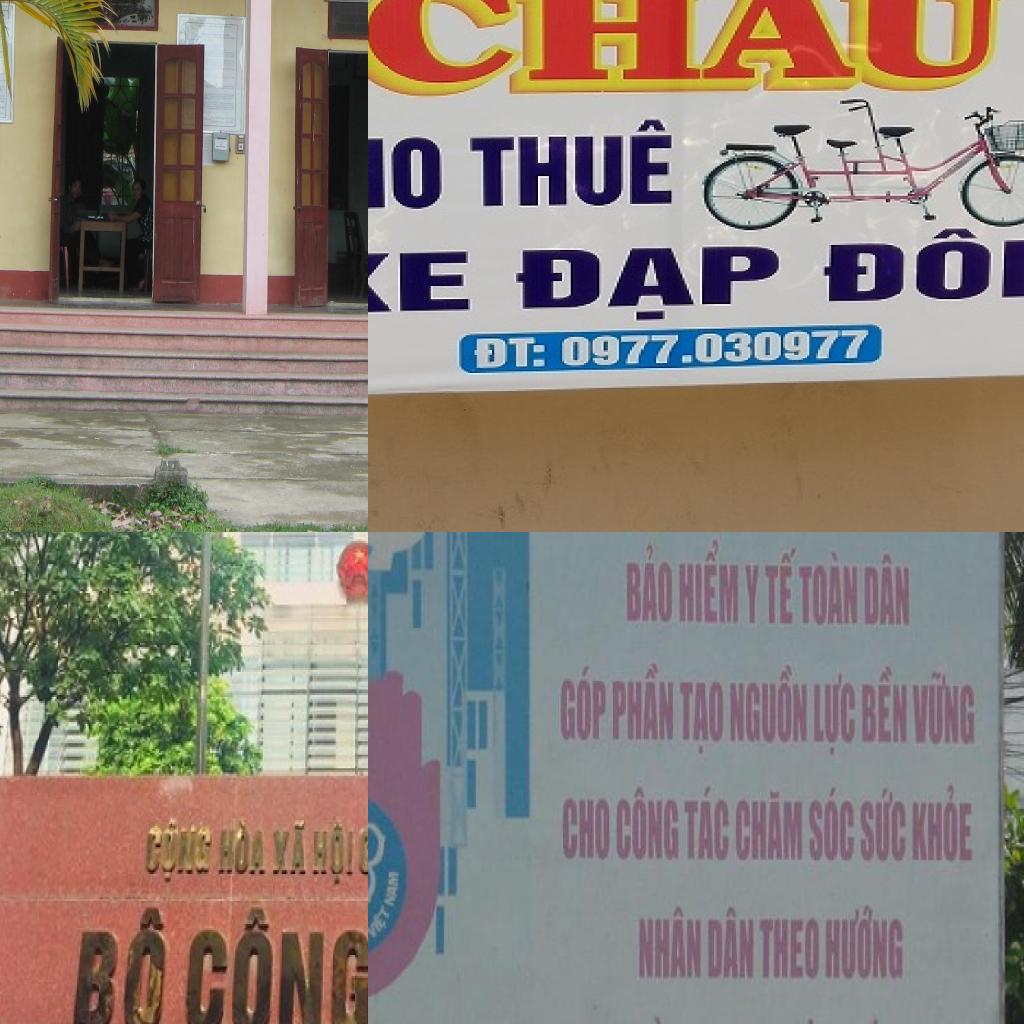 CHAU
HO THUÊ
XE ĐẠP ĐÔI
ĐT: 0977.030977
CỘNG HÒA XÃ HỘI
BỘ CÔNG
BẢO HIỂM Y TẾ TOÀN DÂN
GÓP PHẦN TẠO NGUỒN LỰC BỀN VỮNG
CHO CÔNG TÁC CHĂM SÓC SỨC KHỎE
NHÂN DÂN THEO HƯỚNG
VIỆT NAM